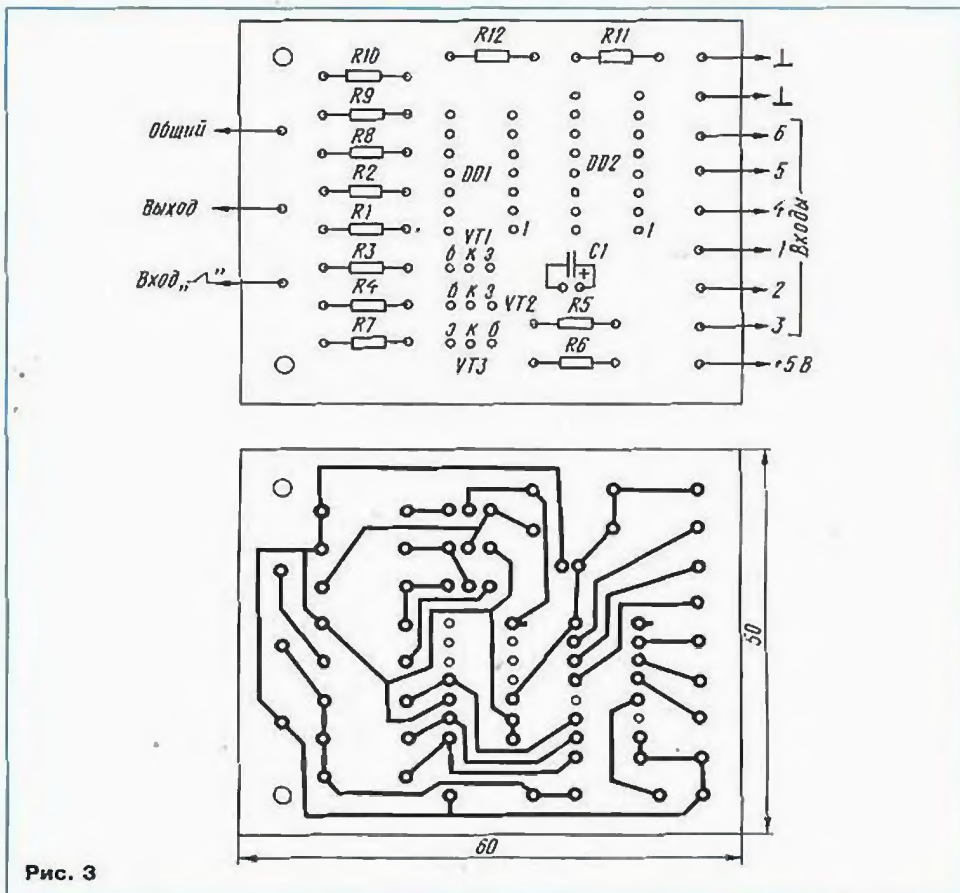 R12 R11
R10
R9
Общий
6
R8
5
DD1 DD2
R2
Выход
4
R1
1
VT1 1 1
Входы
R3
б к э
C1
+
Вход „ ”
2
R4
б к э
VT2
R5
3
R7
э к б
R6
VT3
+5 В
50
60
Рис. 3